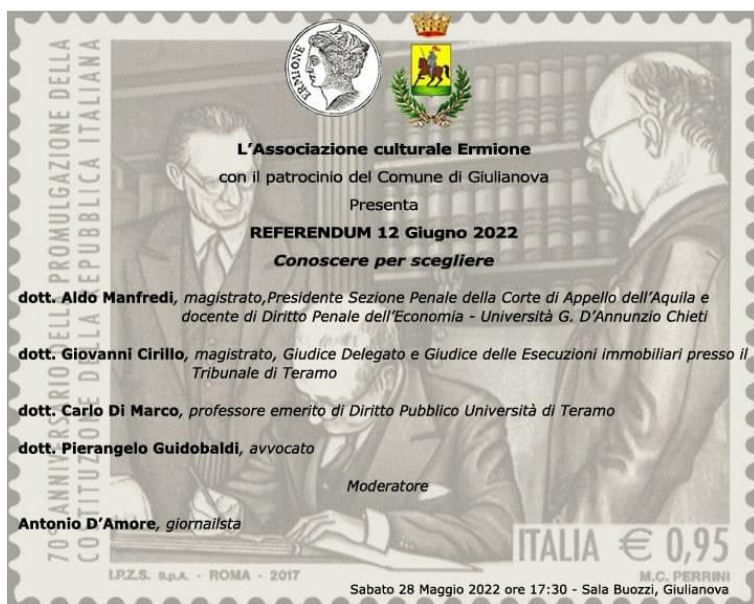 ERMIONE
70° ANNIVERSARIO DELLA PROMULGAZIONE DELLA
COSTITUZIONE DELLA REPUBBLICA ITALIANA
L'Associazione culturale Ermione
con il patrocinio del Comune di Giulianova
Presenta
REFERENDUM 12 Giugno 2022
Conoscere per scegliere
dott. Aldo Manfredi, magistrato,Presidente Sezione Penale della Corte di Appello dell'Aquila e
docente di Diritto Penale dell'Economia - Università G. D'Annunzio Chieti
dott. Giovanni Cirillo, magistrato, Giudice Delegato e Giudice delle Esecuzioni immobiliari presso il
Tribunale di Teramo
dott. Carlo Di Marco, professore emerito di Diritto Pubblico Università di Teramo
dott. Pierangelo Guidobaldi, avvocato
Moderatore
Antonio D'Amore, giornailsta
ITALIA € 0,95
I.P.Z.S. S.p.A. - ROMA - 2017
M.C. PERRINI
Sabato 28 Maggio 2022 ore 17:30 - Sala Buozzi, Giulianova